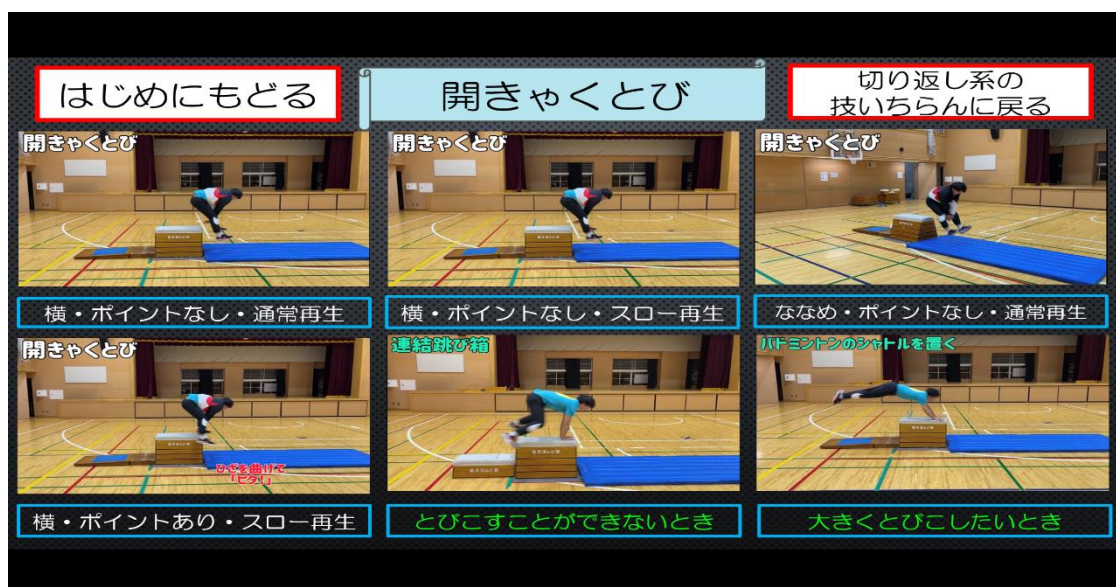 はじめにもどる
開きゃくとび
切り返し系の
技いちらんに戻る
開きゃくとび
開きゃくとび
開きゃくとび
横・ポイントなし・通常再生
横・ポイントなし・スロー再生
ななめ・ポイントなし・通常再生
開きゃくとび
ひざを曲げて
「ピタ!」
連結跳び箱
バドミントンのシャトルを置く
横・ポイントあり・スロー再生
とびこすことができないとき
大きくとびこしたいとき